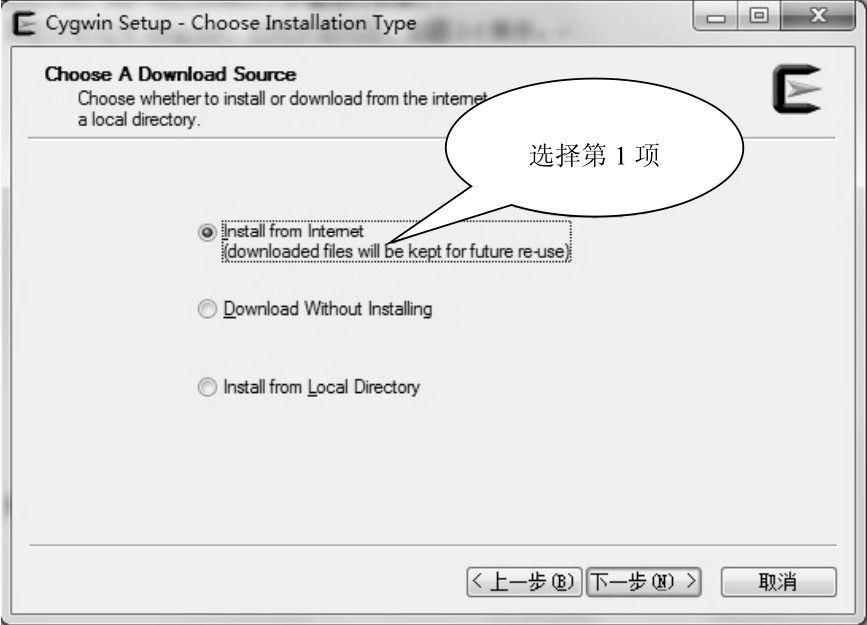 Cygwin Setup - Choose Installation Type
Choose A Download Source
Choose whether to install or download from the internet
a local directory.
选择第 1 项
Install from Internet
(downloaded files will be kept for future re-use)
Download Without Installing
Install from Local Directory
< 上一步(B)
下一步(N) >
取消